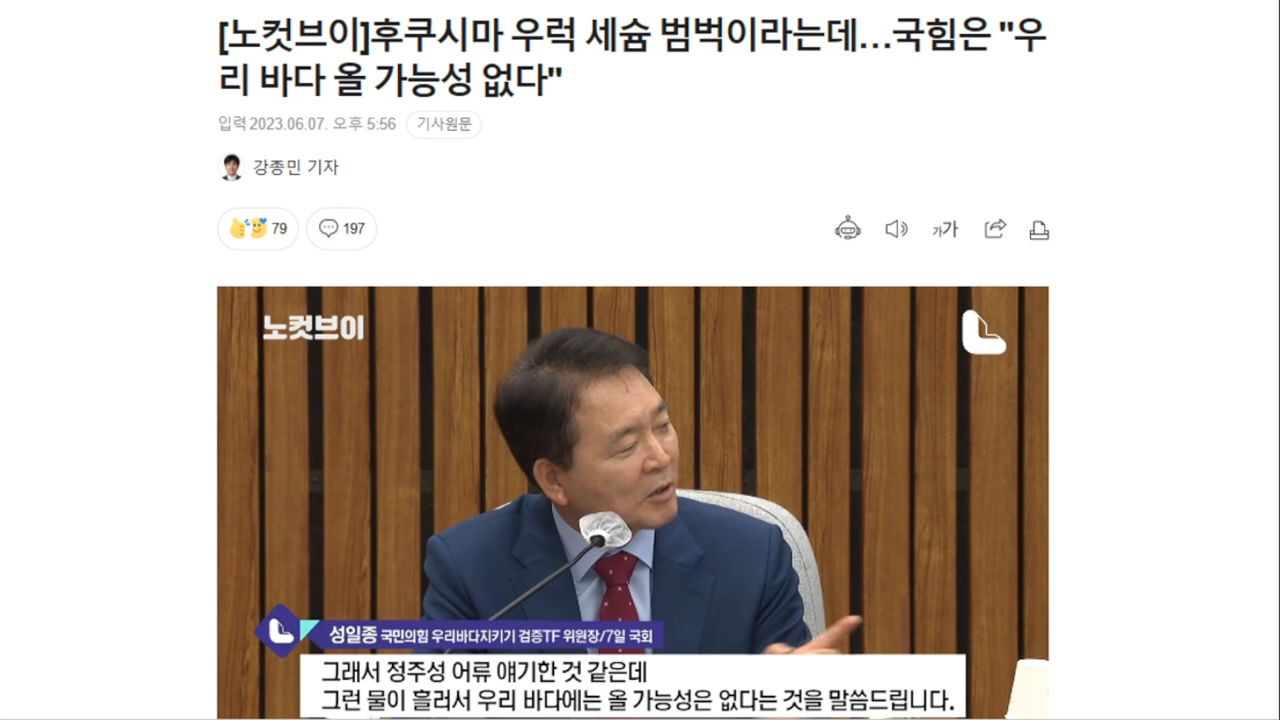 [노컷브이]후쿠시마 우럭 세슘 범벅이라는데…국힘은 "우
리 바다 올 가능성 없다"
입력 2023.06.07. 오후 5:56 기사원문
강종민 기자
79 197 가가
노컷브이
성일종 국민의힘 우리바다지키기 검증TF 위원장/7일 국회
그래서 정주성 어류 얘기한 것 같은데
그런 물이 흘러서 우리 바다에는 올 가능성은 없다는 것을 말씀드립니다.